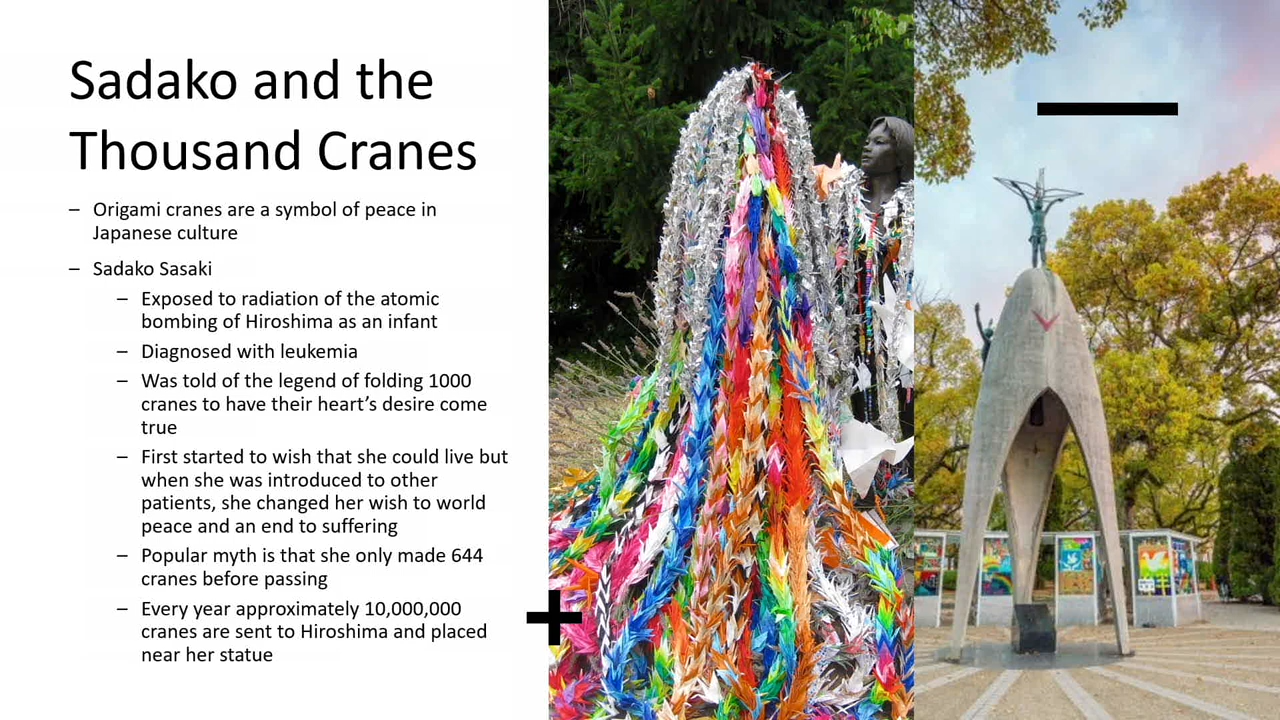 Sadako and the
Thousand Cranes
– Origami cranes are a symbol of peace in
Japanese culture
– Sadako Sasaki
– Exposed to radiation of the atomic
bombing of Hiroshima as an infant
– Diagnosed with leukemia
– Was told of the legend of folding 1000
cranes to have their heart’s desire come
true
– First started to wish that she could live but
when she was introduced to other
patients, she changed her wish to world
peace and an end to suffering
– Popular myth is that she only made 644
cranes before passing
– Every year approximately 10,000,000
cranes are sent to Hiroshima and placed
near her statue